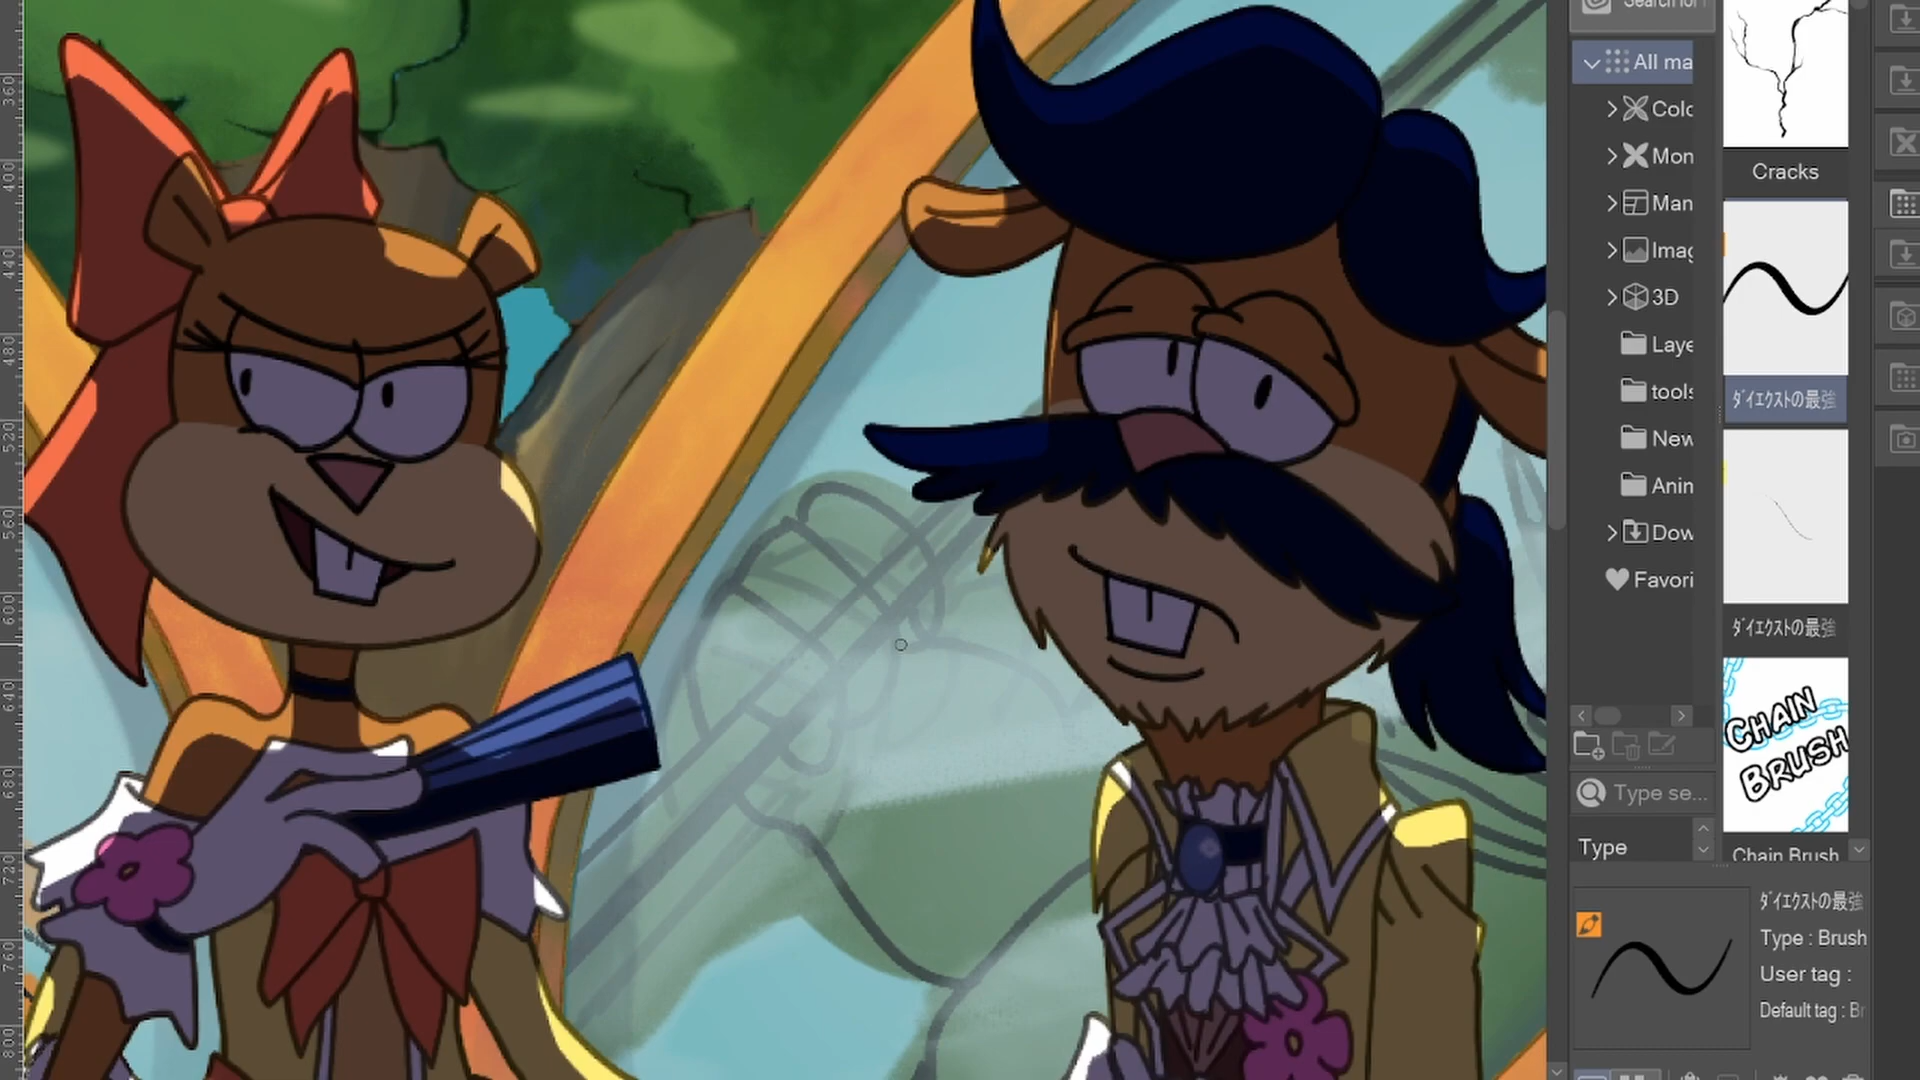 Search for
All ma
Colo
Mon
Man
Imag
3D
Laye
tools
New
Anin
Dow
Favori
Type se...
Type
Cracks
ダイエクストの最強
ダイエクストの最強
CHAIN
BRUSH
Chain Brush
ダイエクストの最強
Type : Brush
User tag :
Default tag : Br
360
400
440
480
520
560
600
640
680
720
760
800